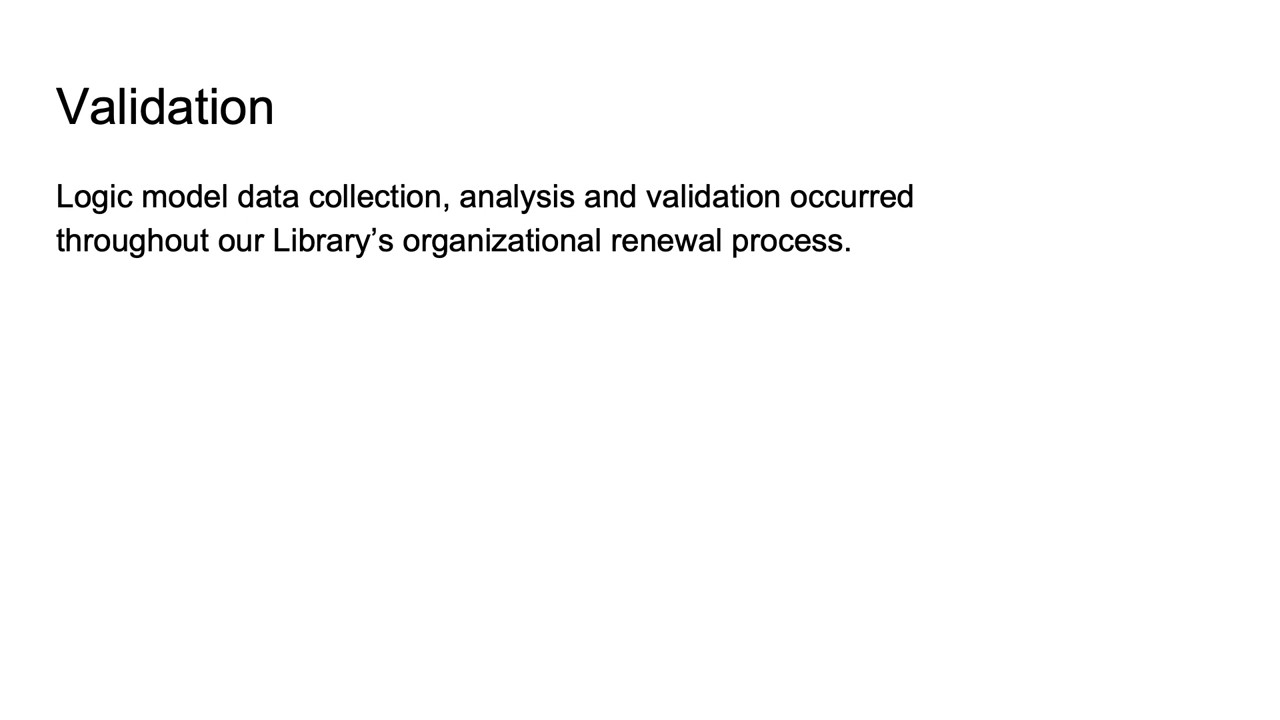 Validation
Logic model data collection, analysis and validation occurred
throughout our Library’s organizational renewal process.